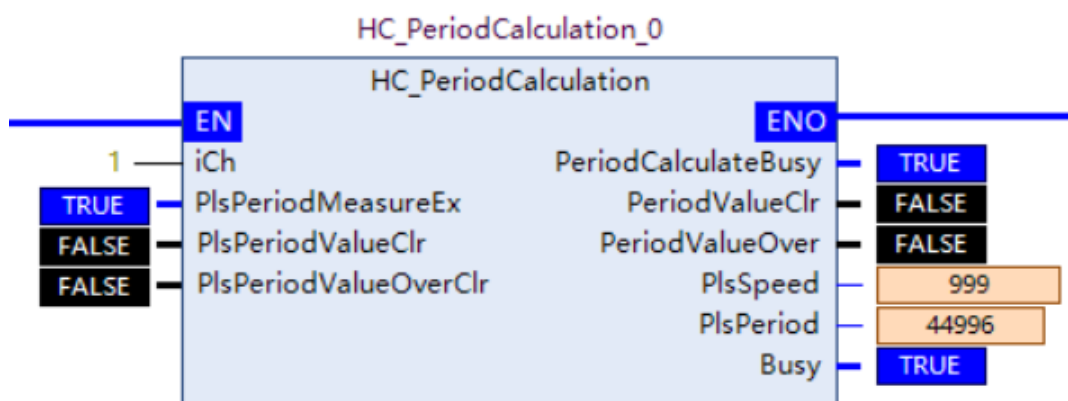 HC_PeriodCalculation_0
HC_PeriodCalculation
EN ENO
1 iCh PeriodCalculateBusy TRUE
TRUE PlsPeriodMeasureEx PeriodValueClr FALSE
FALSE PlsPeriodValueClr PeriodValueOver FALSE
FALSE PlsPeriodValueOverClr PlsSpeed 999
PlsPeriod 44996
Busy TRUE